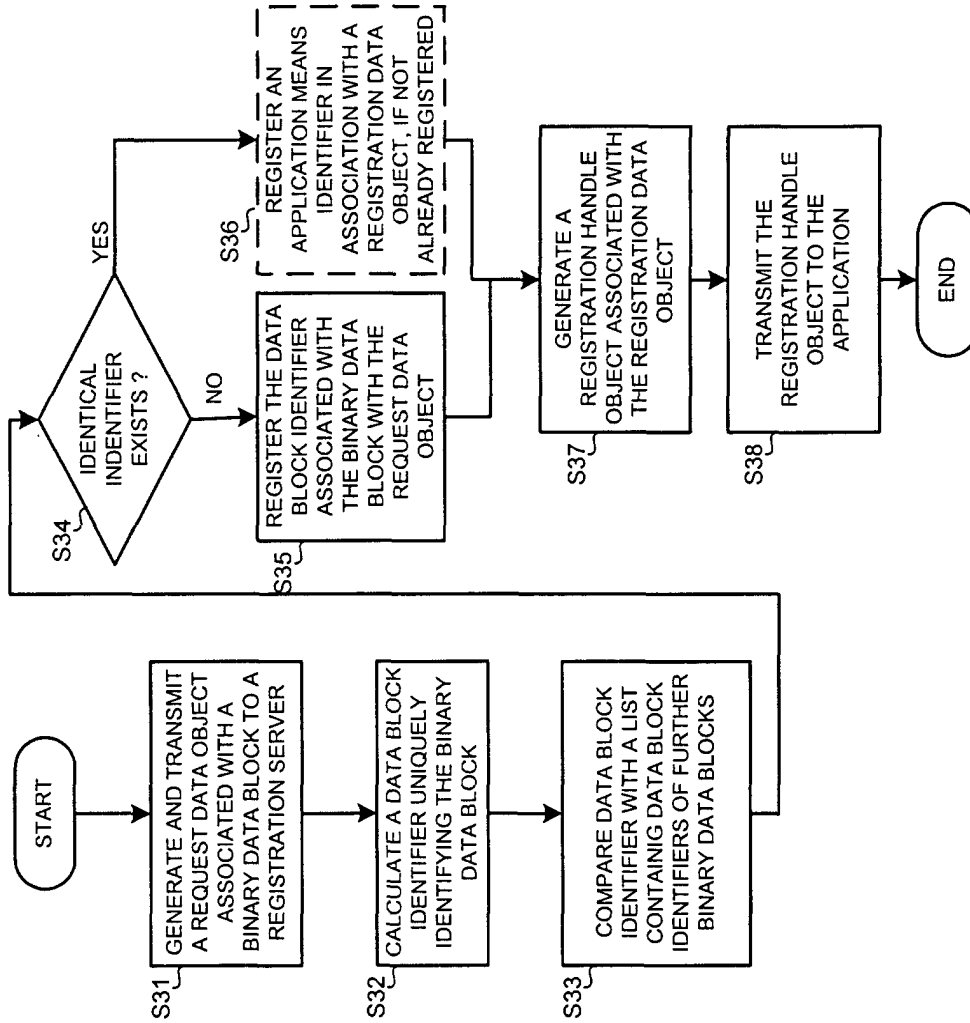 START
S31
GENERATE AND TRANSMIT
A REQUEST DATA OBJECT
ASSOCIATED WITH A
BINARY DATA BLOCK TO A
REGISTRATION SERVER
S32
CALCULATE A DATA BLOCK
IDENTIFIER UNIQUELY
IDENTIFYING THE BINARY
DATA BLOCK
S33
COMPARE DATA BLOCK
IDENTIFIER WITH A LIST
CONTAINIG DATA BLOCK
IDENTIFIERS OF FURTHER
BINARY DATA BLOCKS
S34
IDENTICAL
INDENTIFIER
EXISTS ?
YES
NO
S35
REGISTER THE DATA
BLOCK IDENTIFIER
ASSOCIATED WITH
THE BINARY DATA
BLOCK WITH THE
REQUEST DATA
OBJECT
S36
REGISTER AN
APPLICATION MEANS
IDENTIFIER IN
ASSOCIATION WITH A
REGISTRATION DATA
OBJECT, IF NOT
ALREADY REGISTERED
S37
GENERATE A
REGISTRATION HANDLE
OBJECT ASSOCIATED WITH
THE REGISTRATION DATA
OBJECT
S38
TRANSMIT THE
REGISTRATION HANDLE
OBJECT TO THE
APPLICATION
END